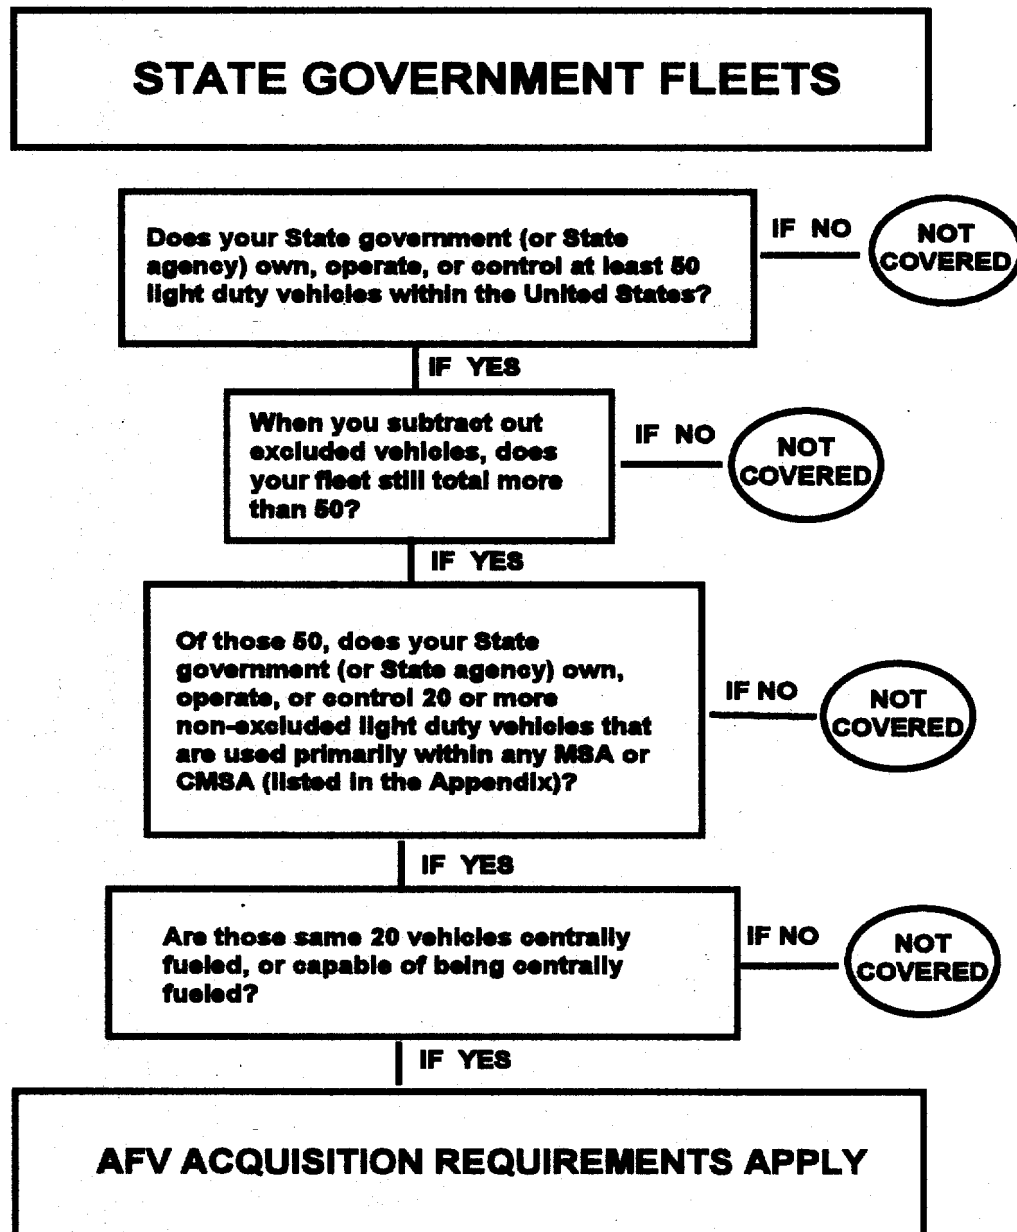 STATE GOVERNMENT FLEETS
Does your State government (or State
agency) own, operate, or control at least 50
light duty vehicles within the United States?
IF NO
NOT
COVERED
IF YES
When you subtract out
excluded vehicles, does
your fleet still total more
than 50?
IF NO
NOT
COVERED
IF YES
Of those 50, does your State
government (or State agency) own,
operate, or control 20 or more
non-excluded light duty vehicles that
are used primarily within any MSA or
CMSA (listed in the Appendix)?
IF NO
NOT
COVERED
IF YES
Are those same 20 vehicles centrally
fueled, or capable of being centrally
fueled?
IF NO
NOT
COVERED
IF YES
AFV ACQUISITION REQUIREMENTS APPLY